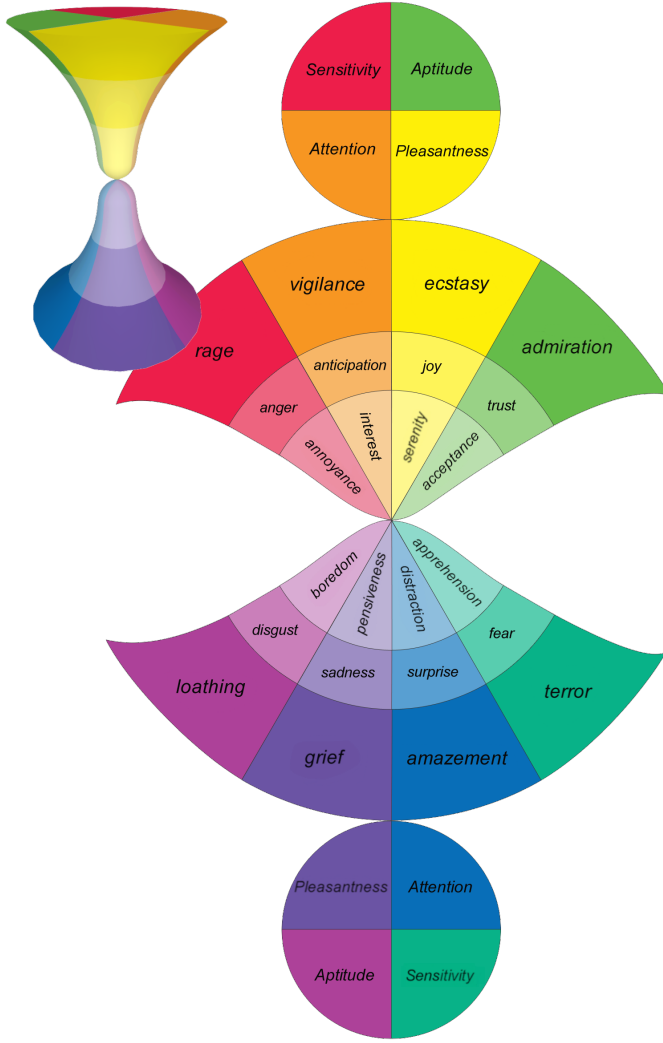 Sensitivity
Aptitude
Attention
Pleasantness
vigilance
ecstasy
rage
admiration
anticipation
joy
anger
trust
interest
serenity
annoyance
acceptance
boredom
pensiveness
distraction
apprehension
disgust
fear
sadness
surprise
loathing
terror
grief
amazement
Pleasantness
Attention
Aptitude
Sensitivity